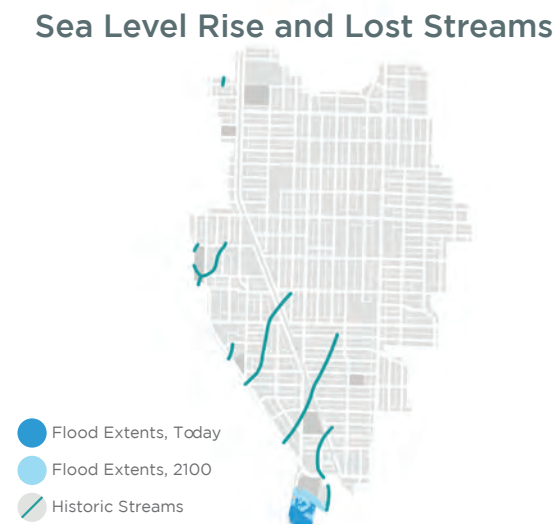 Sea Level Rise and Lost Streams
Flood Extents, Today
Flood Extents, 2100
Historic Streams